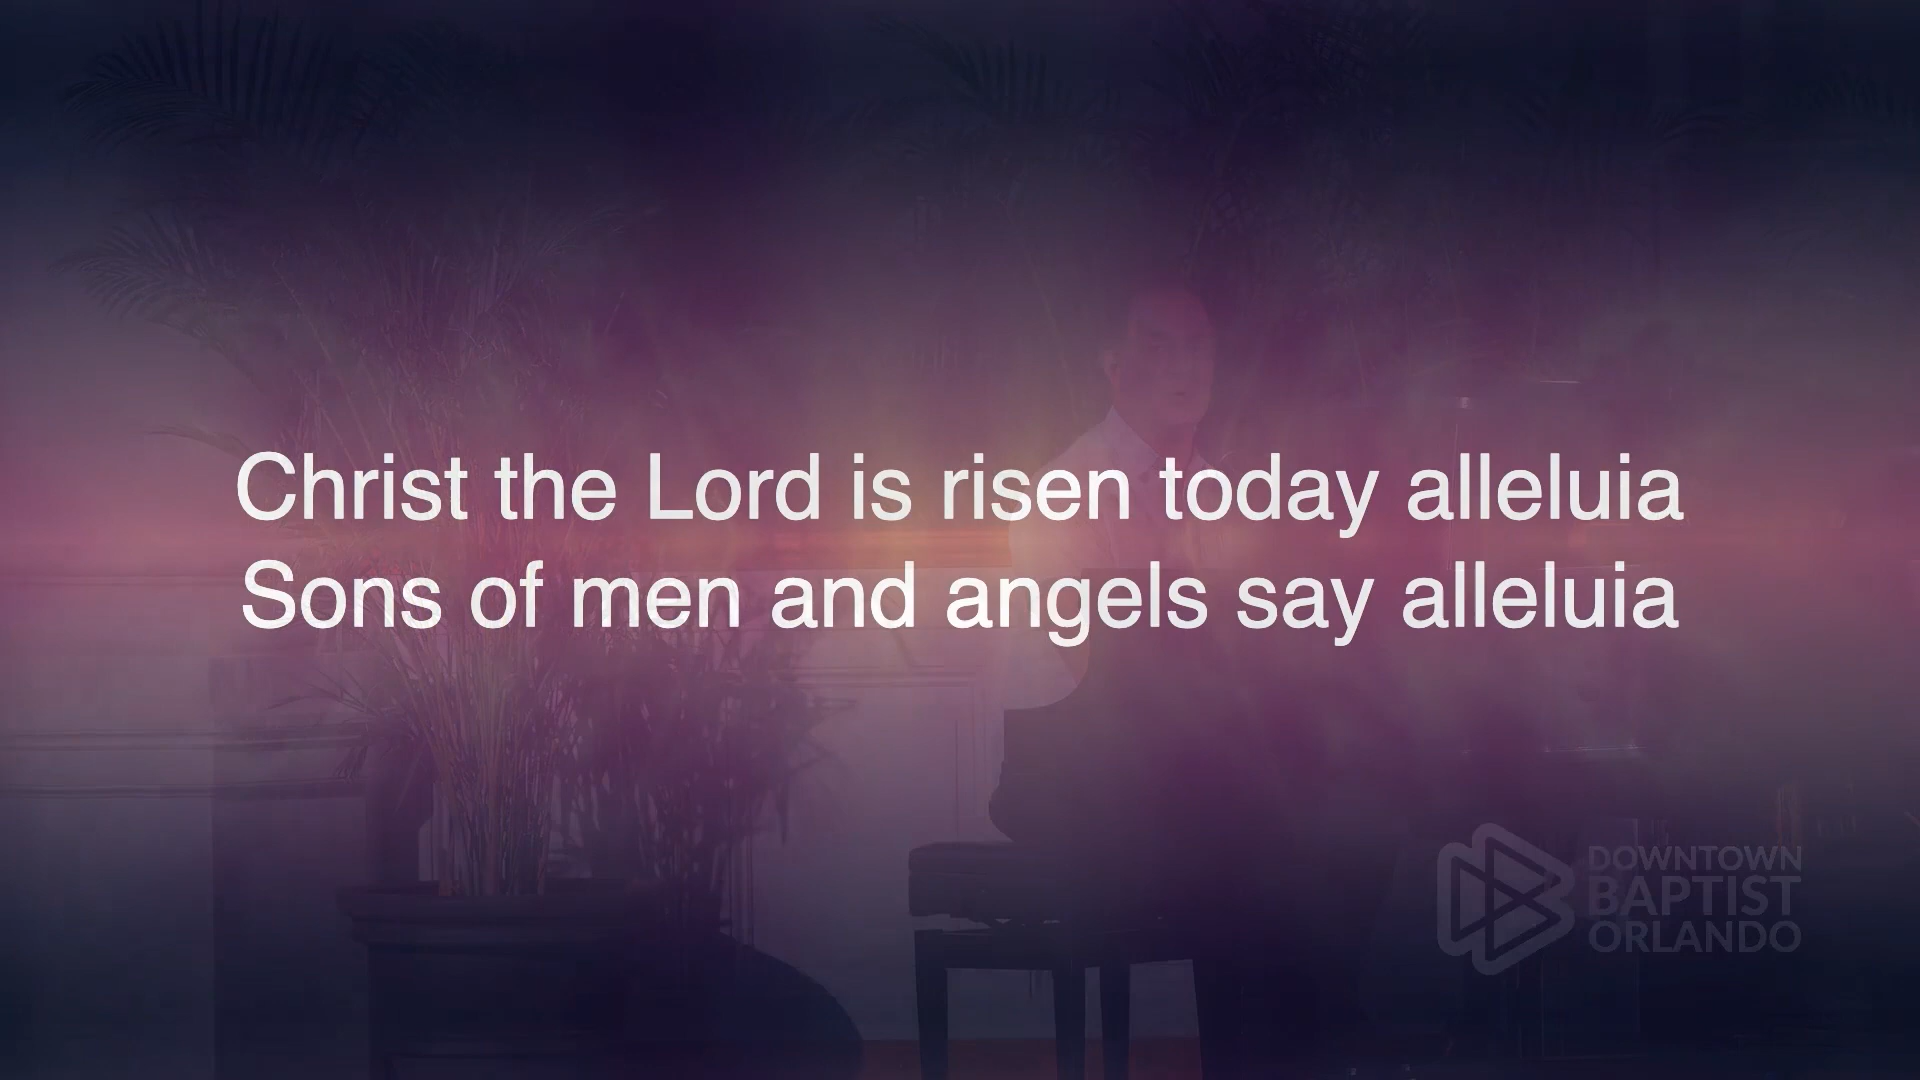 Christ the Lord is risen today alleluia
Sons of men and angels say alleluia
DOWNTOWN
BAPTIST
ORLANDO